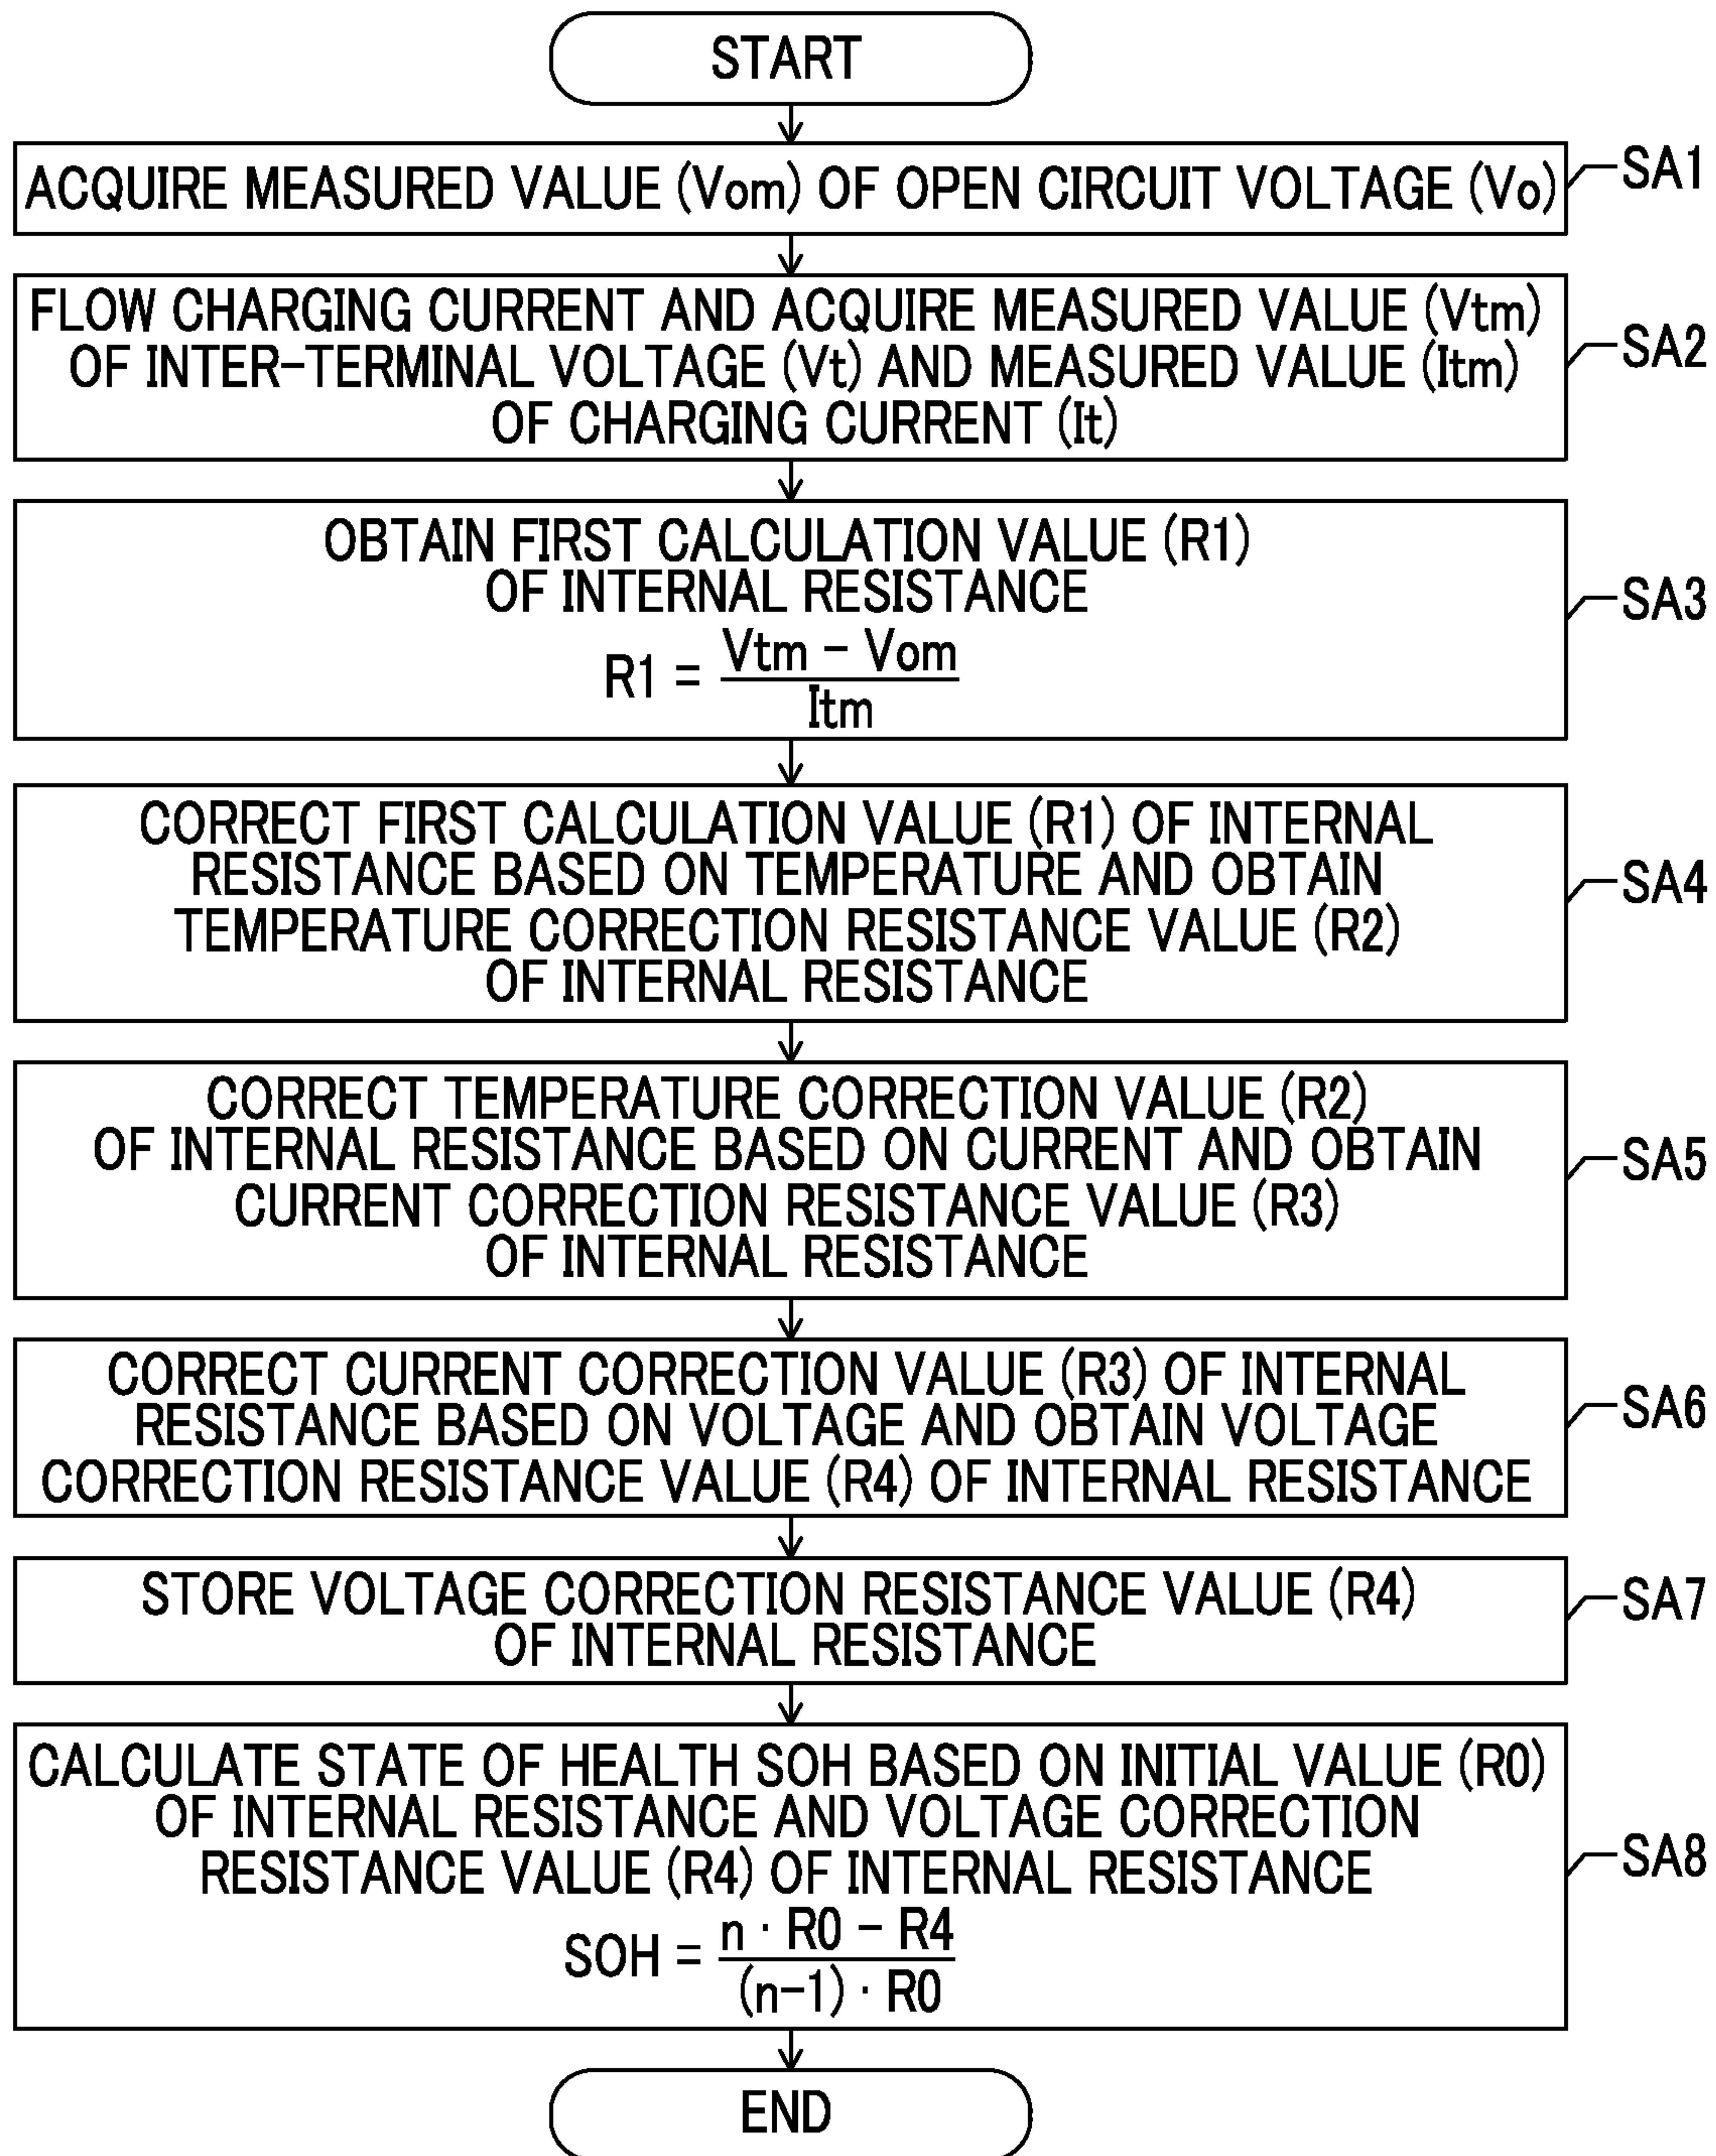 START
ACQUIRE MEASURED VALUE (Vom) OF OPEN CIRCUIT VOLTAGE (Vo)
SA1
FLOW CHARGING CURRENT AND ACQUIRE MEASURED VALUE (Vtm)
OF INTER-TERMINAL VOLTAGE (Vt) AND MEASURED VALUE (Itm)
OF CHARGING CURRENT (It)
SA2
OBTAIN FIRST CALCULATION VALUE (R1)
OF INTERNAL RESISTANCE
R1 = \frac{Vtm - Vom}{Itm}
SA3
CORRECT FIRST CALCULATION VALUE (R1) OF INTERNAL
RESISTANCE BASED ON TEMPERATURE AND OBTAIN
TEMPERATURE CORRECTION RESISTANCE VALUE (R2)
OF INTERNAL RESISTANCE
SA4
CORRECT TEMPERATURE CORRECTION VALUE (R2)
OF INTERNAL RESISTANCE BASED ON CURRENT AND OBTAIN
CURRENT CORRECTION RESISTANCE VALUE (R3)
OF INTERNAL RESISTANCE
SA5
CORRECT CURRENT CORRECTION VALUE (R3) OF INTERNAL
RESISTANCE BASED ON VOLTAGE AND OBTAIN VOLTAGE
CORRECTION RESISTANCE VALUE (R4) OF INTERNAL RESISTANCE
SA6
STORE VOLTAGE CORRECTION RESISTANCE VALUE (R4)
OF INTERNAL RESISTANCE
SA7
CALCULATE STATE OF HEALTH SOH BASED ON INITIAL VALUE (R0)
OF INTERNAL RESISTANCE AND VOLTAGE CORRECTION
RESISTANCE VALUE (R4) OF INTERNAL RESISTANCE
SOH = \frac{n · R0 - R4}{(n-1) · R0}
SA8
END